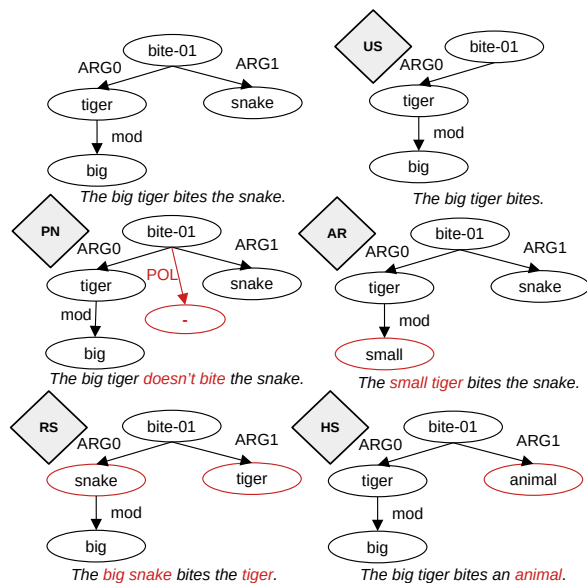 bite-01
ARG0
ARG1
tiger
snake
mod
big
The big tiger bites the snake.
US
bite-01
ARG0
tiger
mod
big
The big tiger bites.
PN
bite-01
ARG0
ARG1
tiger
POL
snake
mod
-
big
The big tiger doesn't bite the snake.
AR
bite-01
ARG0
ARG1
tiger
snake
mod
small
The small tiger bites the snake.
RS
bite-01
ARG0
ARG1
snake
tiger
mod
big
The big snake bites the tiger.
HS
bite-01
ARG0
ARG1
tiger
animal
mod
big
The big tiger bites an animal.